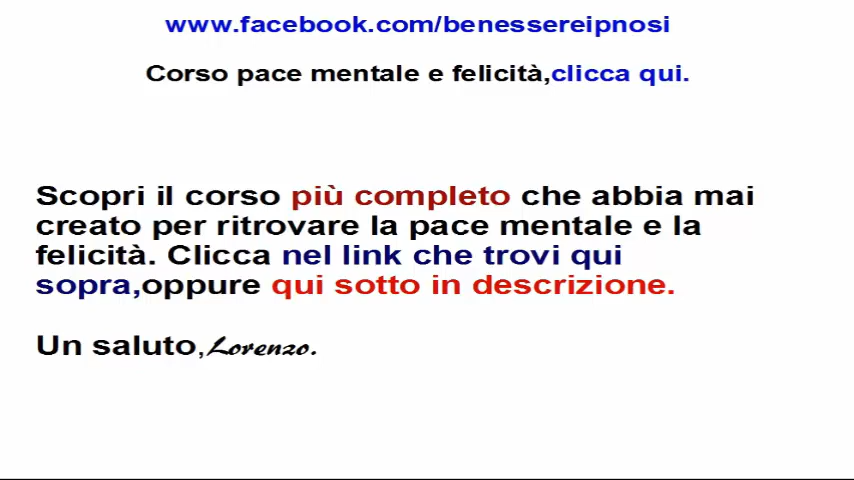 www.facebook.com/benessereipnosi
Corso pace mentale e felicità,clicca qui.
Scopri il corso più completo che abbia mai
creato per ritrovare la pace mentale e la
felicità. Clicca nel link che trovi qui
sopra,oppure qui sotto in descrizione.
Un saluto,Lorenzo.